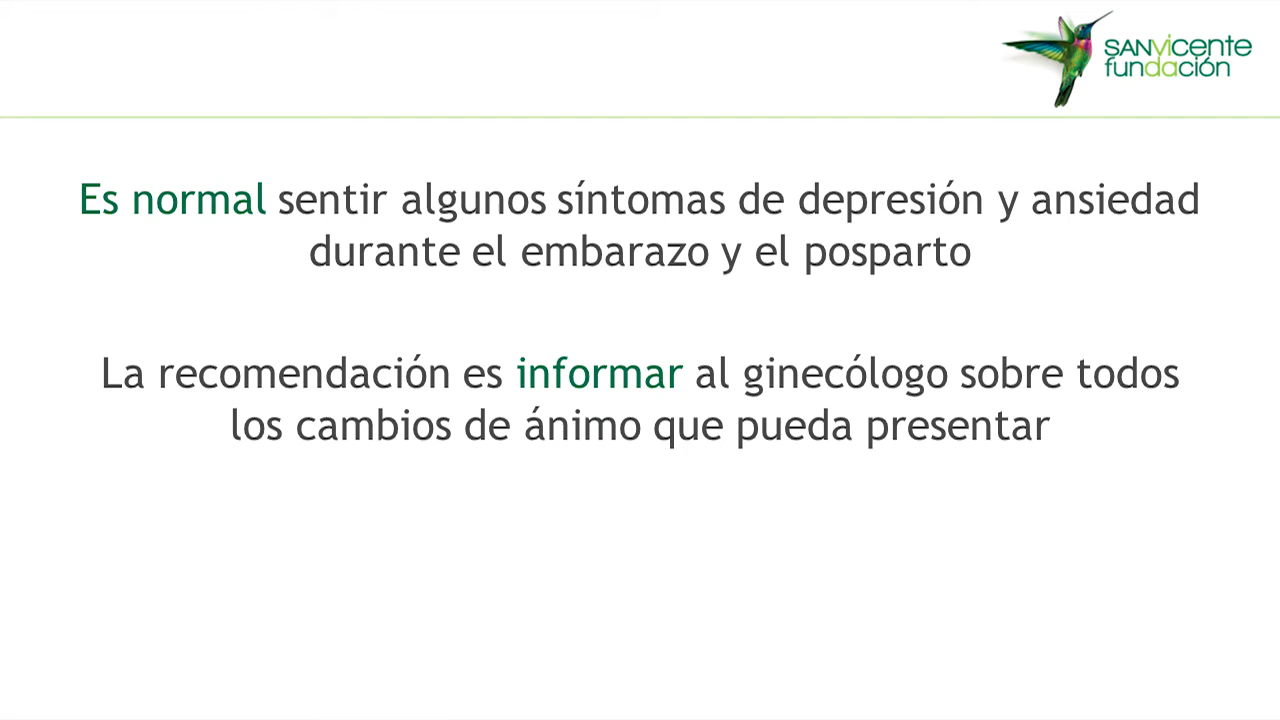 SANVICENTE
funDACIÓN
Es normal sentir algunos síntomas de depresión y ansiedad
durante el embarazo y el posparto
La recomendación es informar al ginecólogo sobre todos
los cambios de ánimo que pueda presentar